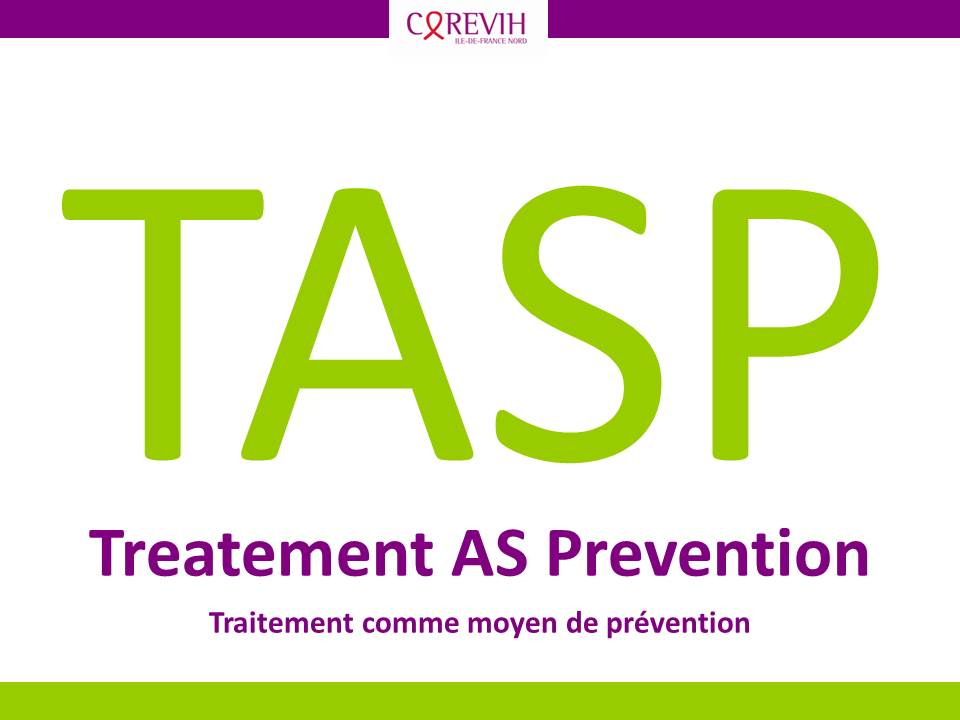 COREVIH
ILE-DE-FRANCE NORD
TASP
Treatement AS Prevention
Traitement comme moyen de prévention